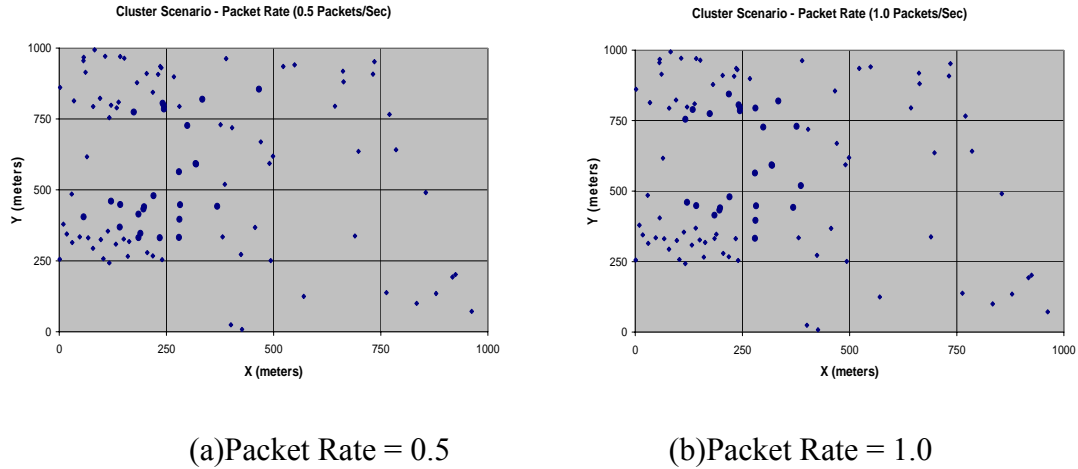 Cluster Scenario - Packet Rate (0.5 Packets/Sec)
1000
750
500
250
0
Y (meters)
0 250 500 750 1000
X (meters)
Cluster Scenario - Packet Rate (1.0 Packets/Sec)
1000
750
500
250
0
Y (meters)
0 250 500 750 1000
X (meters)
(a)Packet Rate = 0.5
(b)Packet Rate = 1.0